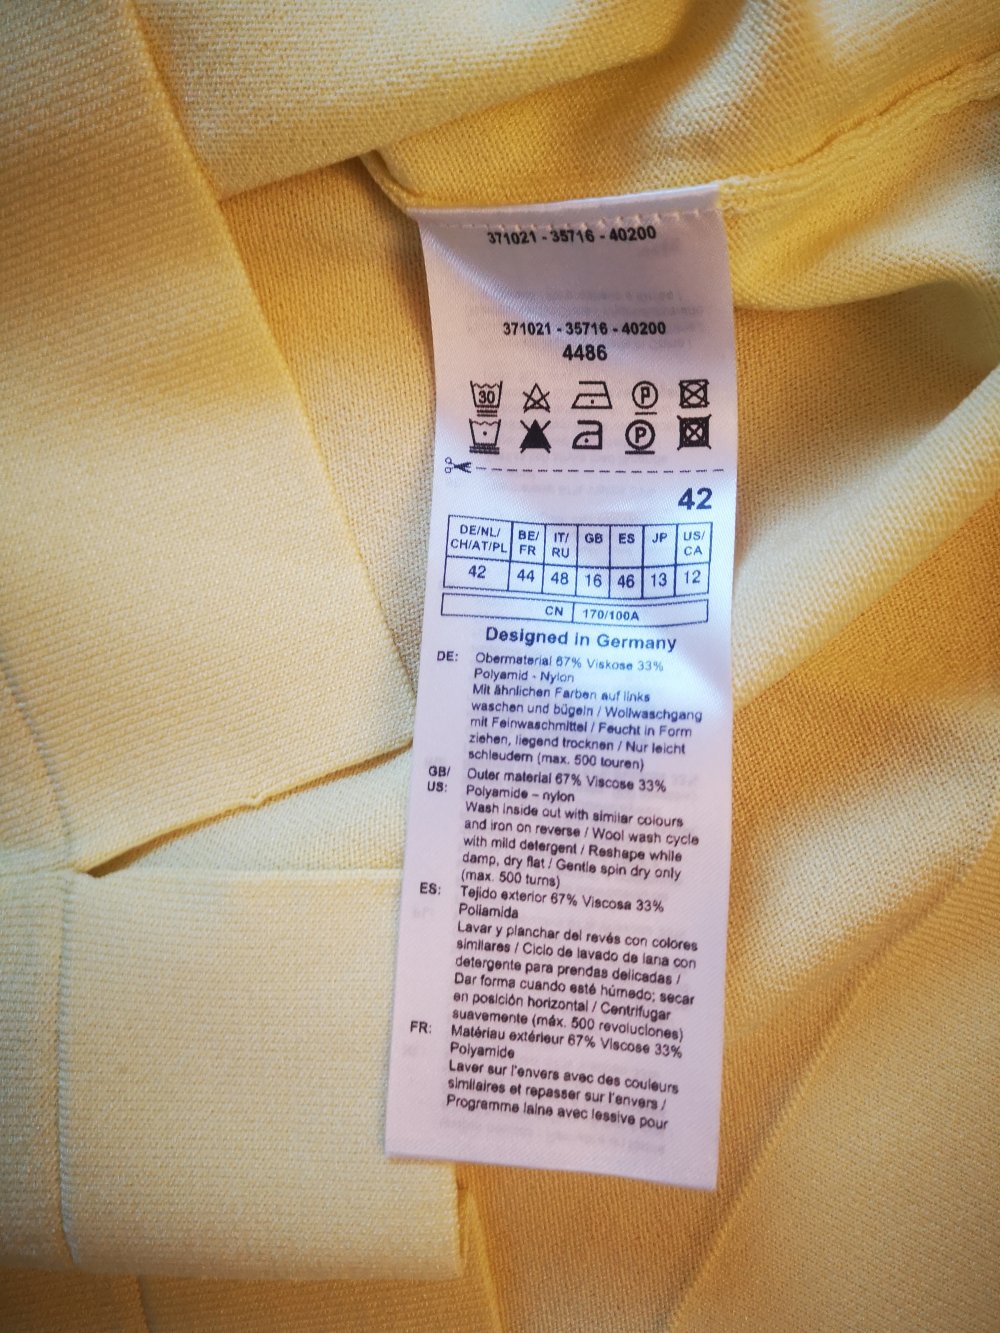 371021 - 35716 - 40200
371021 - 35716 - 40200
4486
30 P
P
42
DE/NL/ CH/AT/PL BE/ FR IT/ RU GB ES JP US/ CA
42 44 48 16 46 13 12
CN 170/100A
Designed in Germany
DE: Obermaterial 67% Viskose 33%
Polyamid - Nylon
Mit ähnlichen Farben auf links
waschen und bügeln / Wollwaschgang
mit Feinwaschmittel / Feucht in Form
ziehen, liegend trocknen / Nur leicht
schleudern (max. 500 touren)
GB/ US: Outer material 67% Viscose 33%
Polyamide – nylon
Wash inside out with similar colours
and iron on reverse / Wool wash cycle
with mild detergent / Reshape while
damp, dry flat / Gentle spin dry only
(max. 500 turns)
ES: Tejido exterior 67% Viscosa 33%
Poliamida
Lavar y planchar del revés con colores
similares / Ciclo de lavado de lana con
detergente para prendas delicadas /
Dar forma cuando esté húmedo; secar
en posición horizontal / Centrifugar
suavemente (máx. 500 revoluciones)
FR: Matériau extérieur 67% Viscose 33%
Polyamide
Laver sur l'envers avec des couleurs
similaires et repasser sur l'envers /
Programme laine avec lessive pour